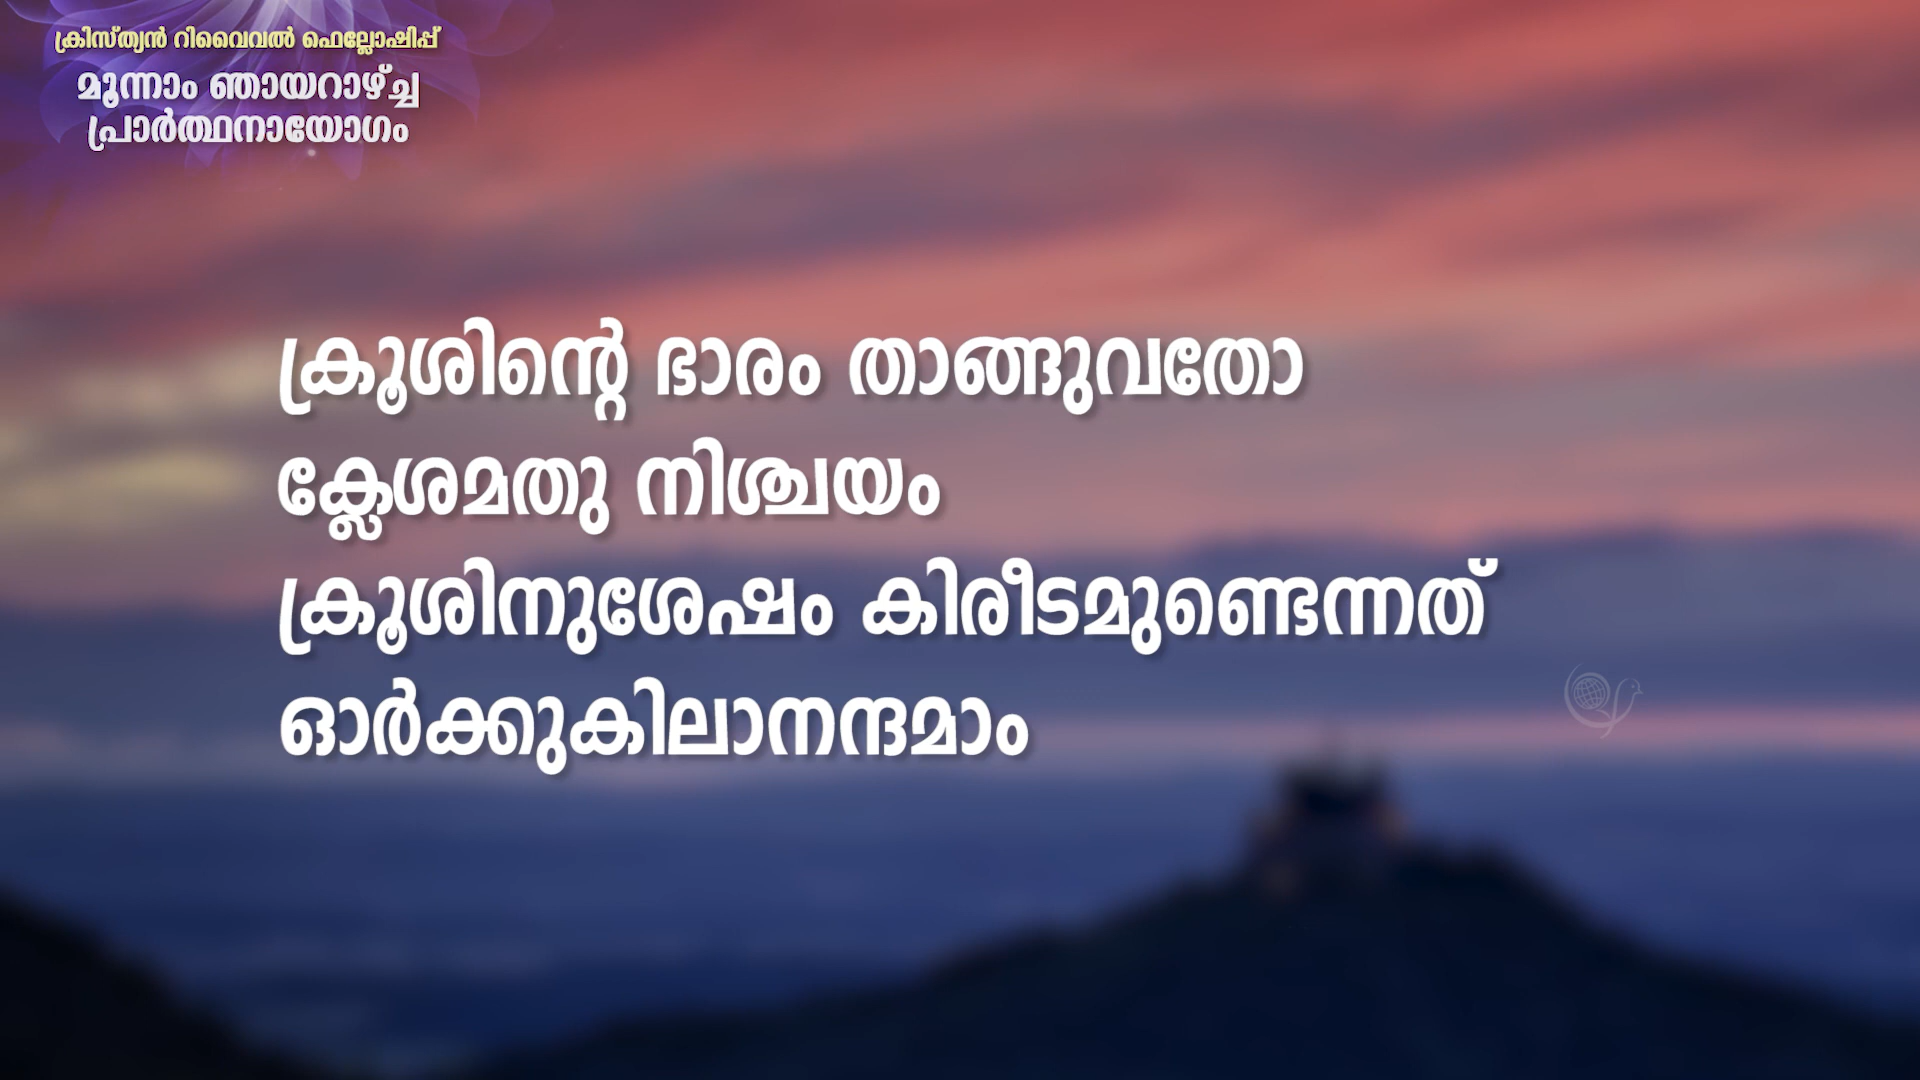 ക്രിസ്ത്യൻ റിവൈവൽ ഫെല്ലോഷിപ്പ്
മൂന്നാം ഞായറാഴ്ച്ച
പ്രാർത്ഥനായോഗം
ക്രൂശിന്റെ ഭാരം താങ്ങുവതോ
ക്ലേശമതു നിശ്ചയം
ക്രൂശിനുശേഷം കിരീടമുണ്ടെന്നത്
ഓർക്കുകിലാനന്ദമാം